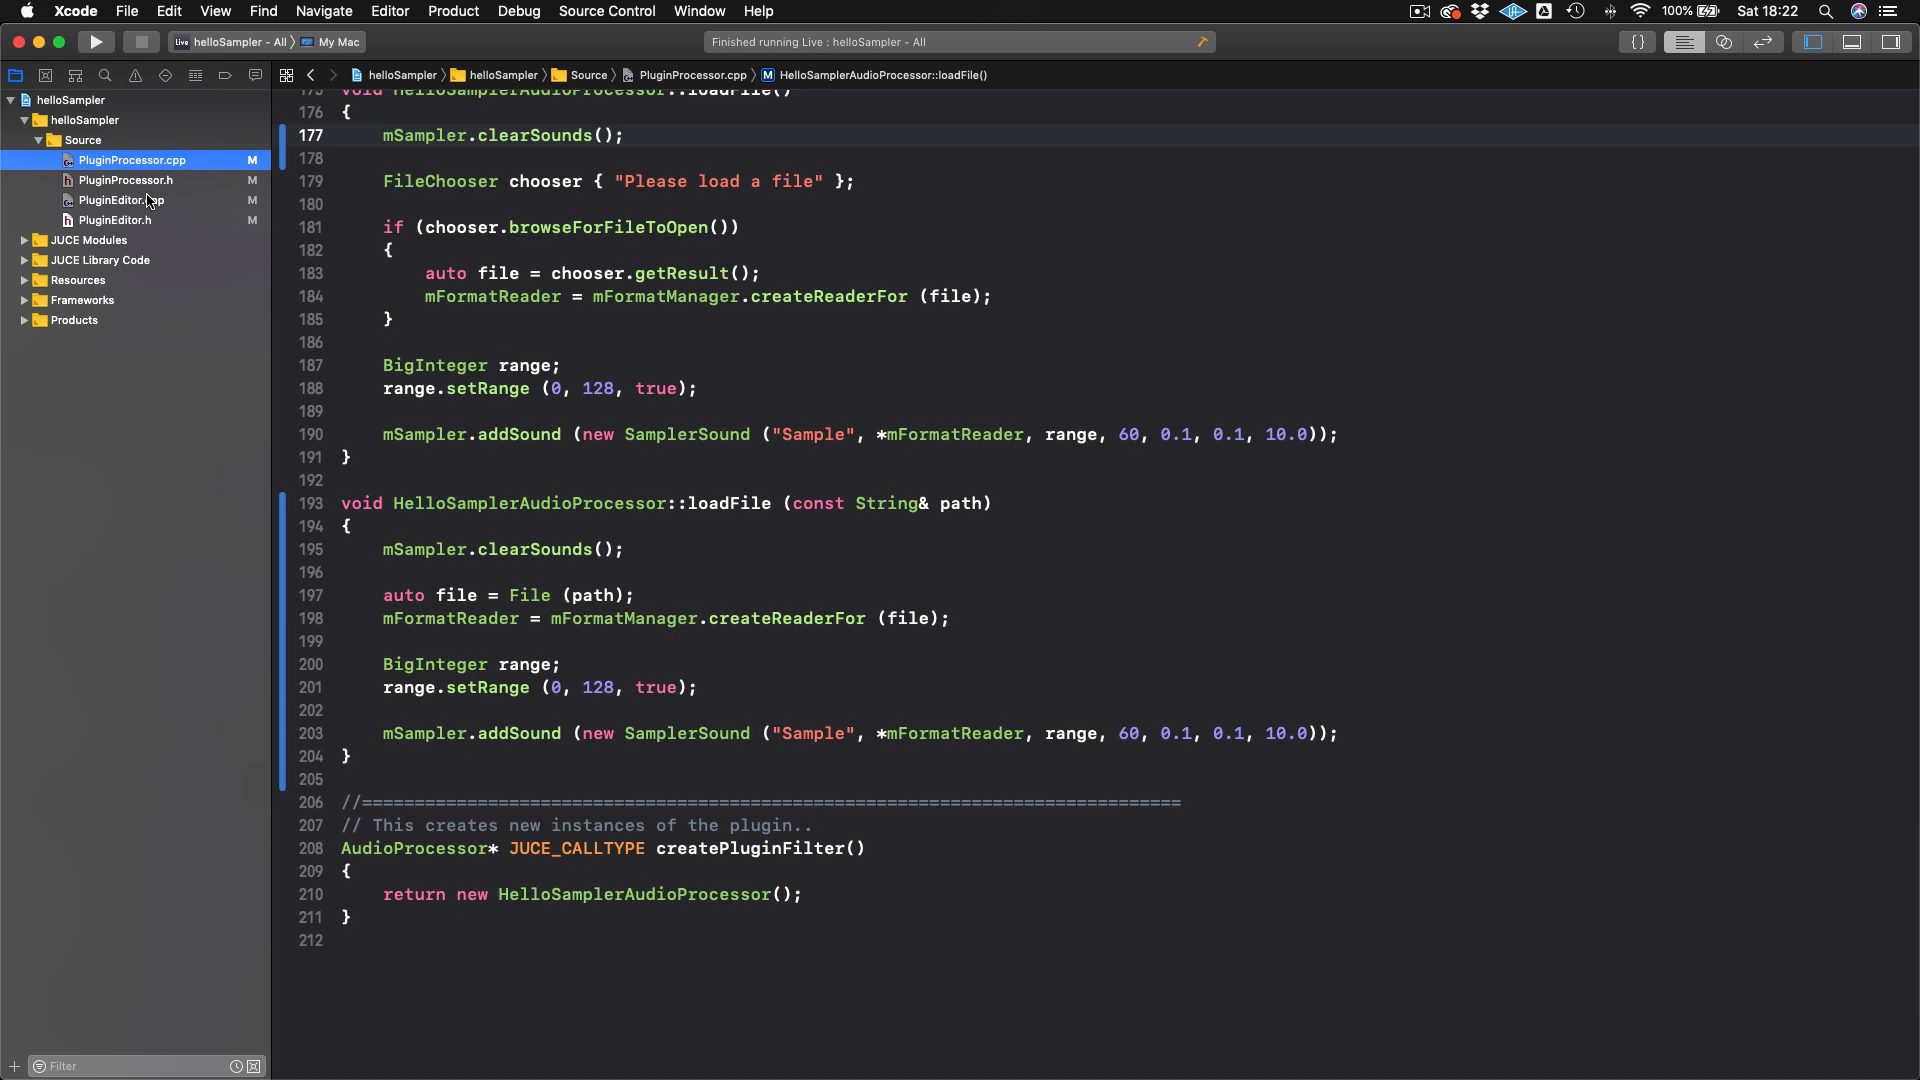 Xcode File Edit View Find Navigate Editor Product Debug Source Control Window Help 100% Sat 18:22
Live helloSampler - All 〉 My Mac
Finished running Live : helloSampler - All
{}
helloSampler 〉 helloSampler 〉 Source 〉 PluginProcessor.cpp 〉 M HelloSamplerAudioProcessor::loadFile()
helloSampler
helloSampler
Source
PluginProcessor.cpp M
PluginProcessor.h M
PluginEditor.cpp M
PluginEditor.h M
JUCE Modules
JUCE Library Code
Resources
Frameworks
Products
Filter
175 void HelloSamplerAudioProcessor::loadFile()
176 {
177 mSampler.clearSounds();
178
179 FileChooser chooser { "Please load a file" };
180
181 if (chooser.browseForFileToOpen())
182 {
183 auto file = chooser.getResult();
184 mFormatReader = mFormatManager.createReaderFor (file);
185 }
186
187 BigInteger range;
188 range.setRange (0, 128, true);
189
190 mSampler.addSound (new SamplerSound ("Sample", *mFormatReader, range, 60, 0.1, 0.1, 10.0));
191 }
192
193 void HelloSamplerAudioProcessor::loadFile (const String& path)
194 {
195 mSampler.clearSounds();
196
197 auto file = File (path);
198 mFormatReader = mFormatManager.createReaderFor (file);
199
200 BigInteger range;
201 range.setRange (0, 128, true);
202
203 mSampler.addSound (new SamplerSound ("Sample", *mFormatReader, range, 60, 0.1, 0.1, 10.0));
204 }
205
206 //==============================================================================
207 // This creates new instances of the plugin..
208 AudioProcessor* JUCE_CALLTYPE createPluginFilter()
209 {
210 return new HelloSamplerAudioProcessor();
211 }
212